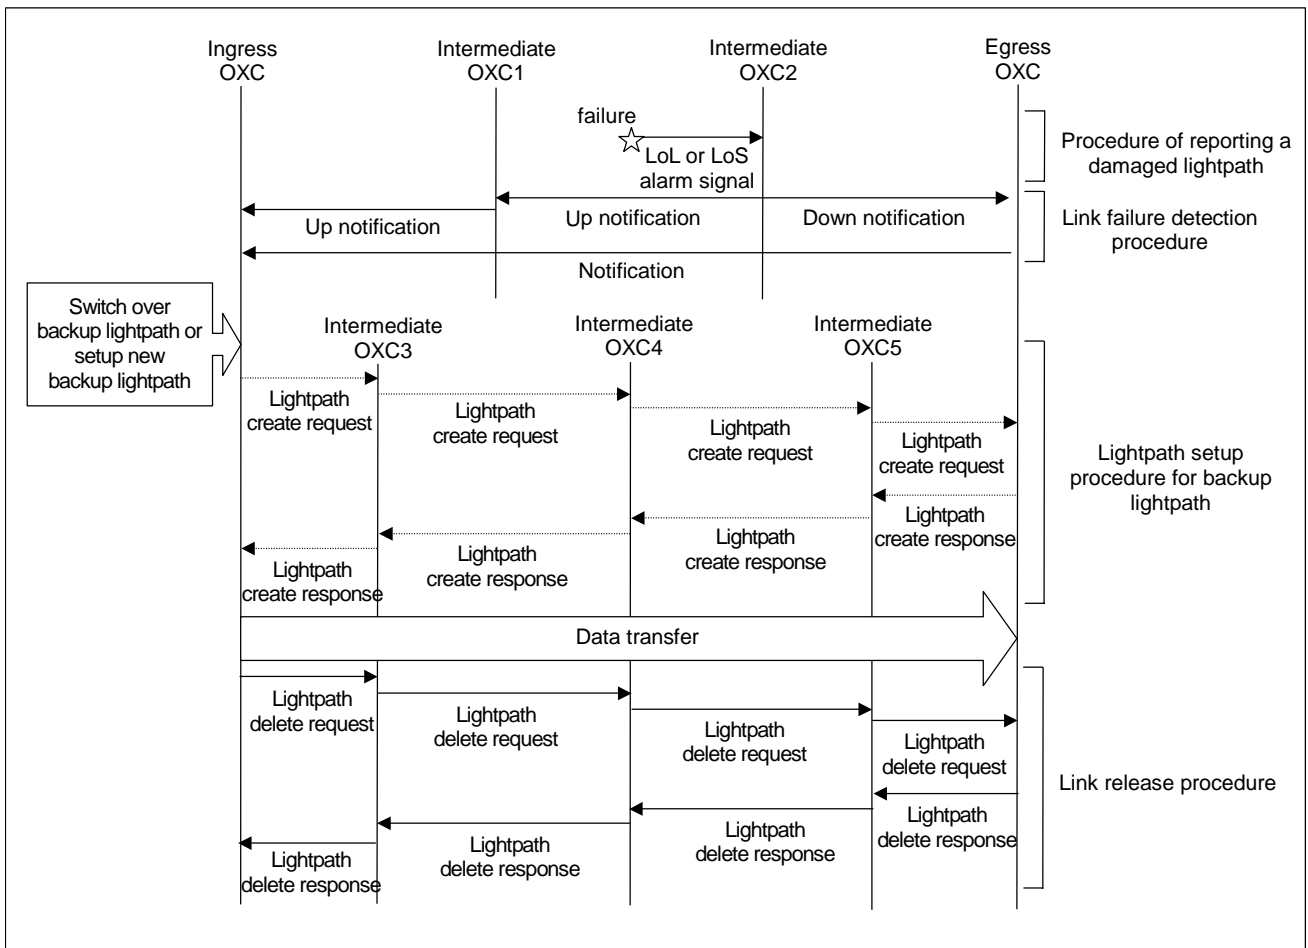 Ingress
OXC
Intermediate
OXC1
Intermediate
OXC2
Egress
OXC
failure
LoL or LoS
alarm signal
Procedure of reporting a
damaged lightpath
Up notification
Up notification
Down notification
Link failure detection
procedure
Notification
Switch over
backup lightpath or
setup new
backup lightpath
Intermediate
OXC3
Intermediate
OXC4
Intermediate
OXC5
Lightpath
create request
Lightpath
create request
Lightpath
create request
Lightpath
create request
Lightpath setup
procedure for backup
lightpath
Lightpath
create response
Lightpath
create response
Lightpath
create response
Lightpath
create response
Data transfer
Lightpath
delete request
Lightpath
delete request
Lightpath
delete request
Lightpath
delete request
Link release procedure
Lightpath
delete response
Lightpath
delete response
Lightpath
delete response
Lightpath
delete response